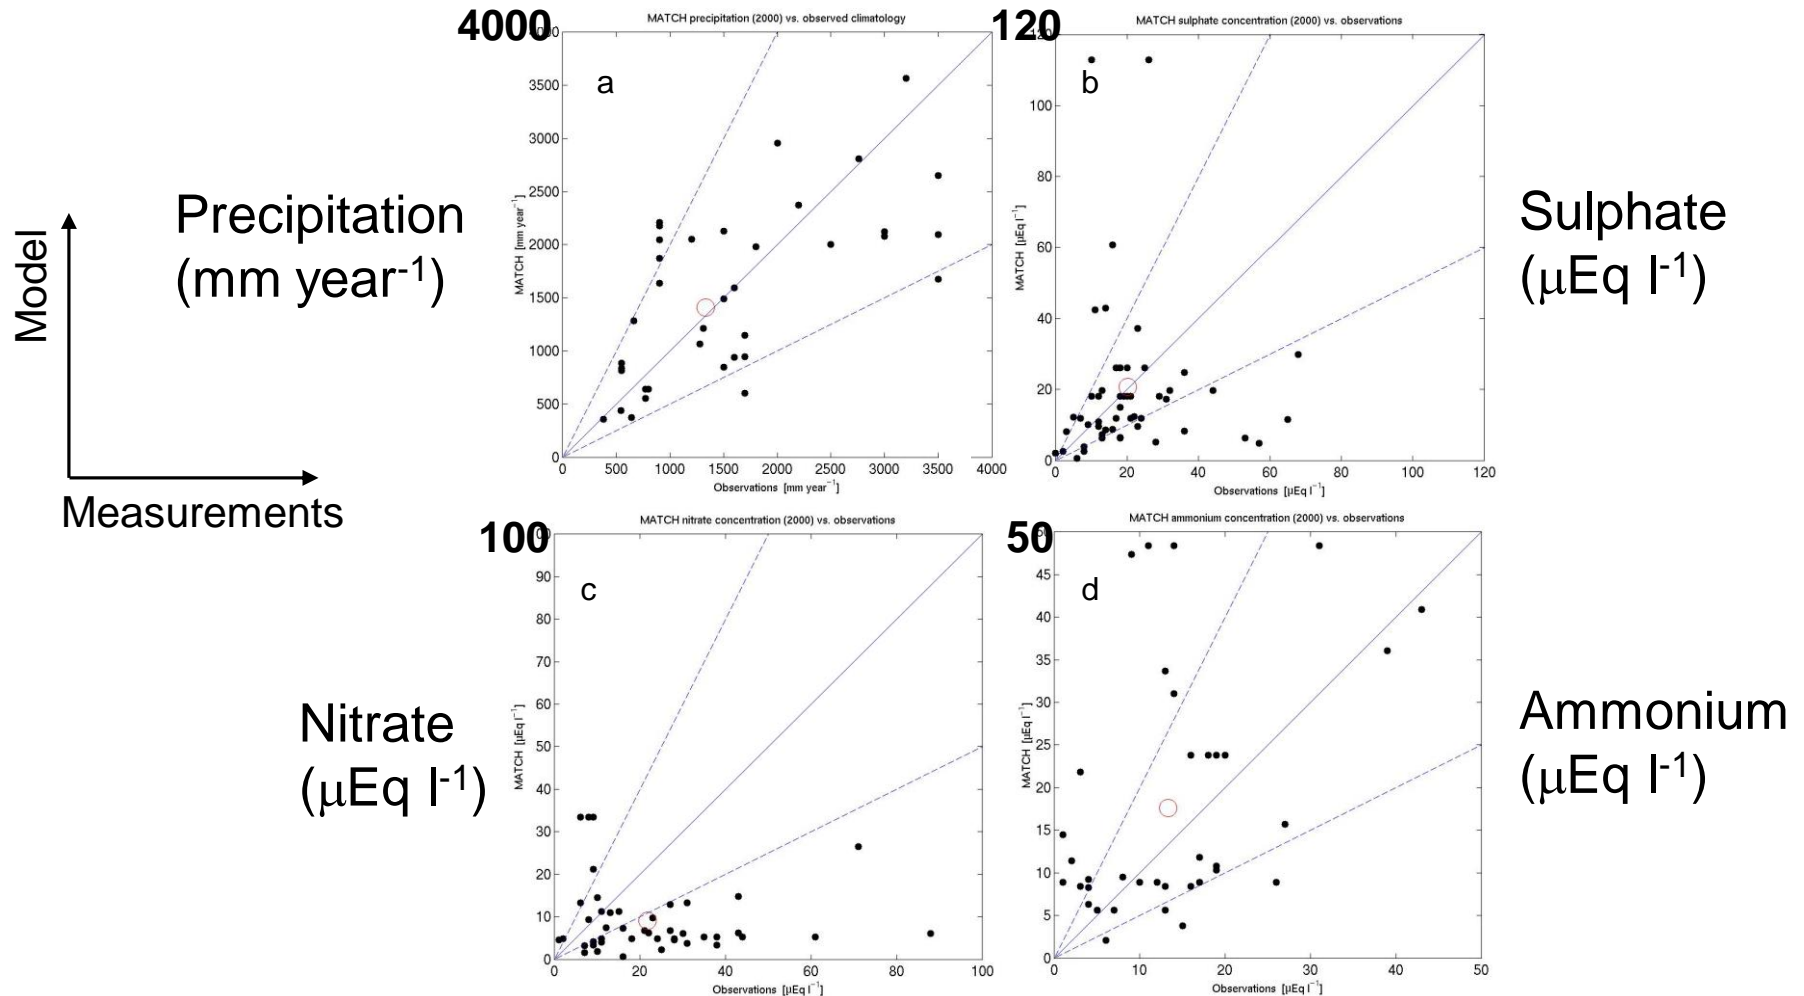 Model
Measurements
Precipitation
(mm year-1)
4000
MATCH precipitation (2000) vs. observed climatology
a
MATCH [mm year-1]
3500
3000
2500
2000
1500
1000
500
0
0 500 1000 1500 2000 2500 3000 3500 4000
Observations [mm year-1]
120
MATCH sulphate concentration (2000) vs. observations
b
MATCH [µEq l-1]
100
80
60
40
20
0
0 20 40 60 80 100 120
Observations [µEq l-1]
Sulphate
(µEq l-1)
Nitrate
(µEq l-1)
100
MATCH nitrate concentration (2000) vs. observations
c
MATCH [µEq l-1]
90
80
70
60
50
40
30
20
10
0
0 20 40 60 80 100
Observations [µEq l-1]
50
MATCH ammonium concentration (2000) vs. observations
d
MATCH [µEq l-1]
45
40
35
30
25
20
15
10
5
0
0 10 20 30 40 50
Observations [µEq l-1]
Ammonium
(µEq l-1)